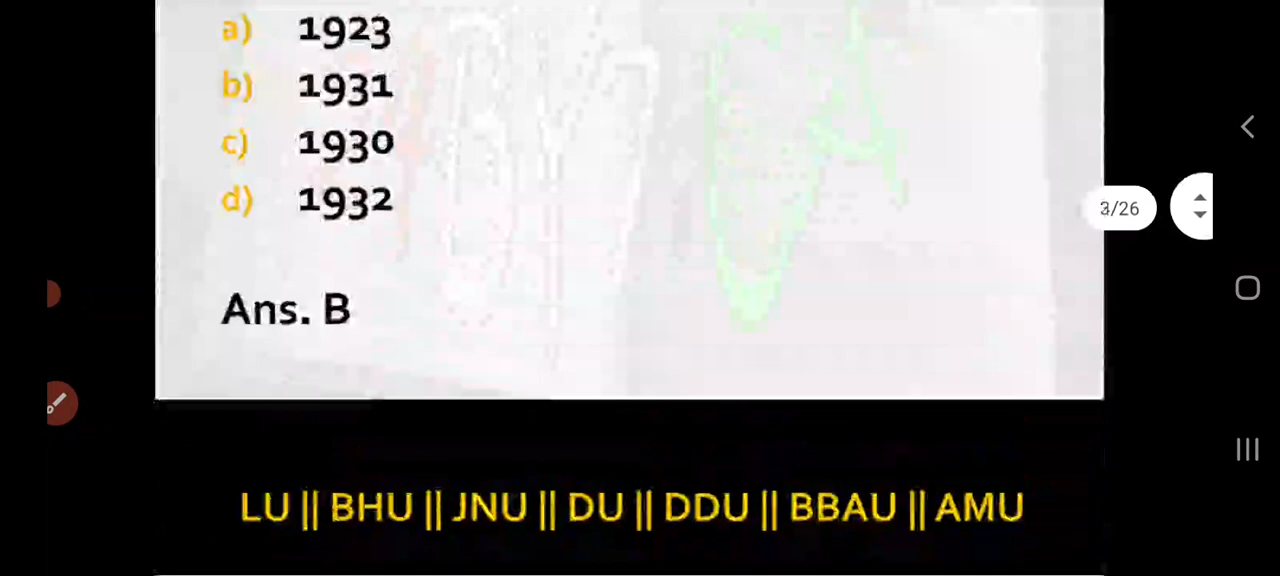 a) 1923
b) 1931
c) 1930
d) 1932
3/26
Ans. B
LU || BHU || JNU || DU || DDU || BBAU || AMU